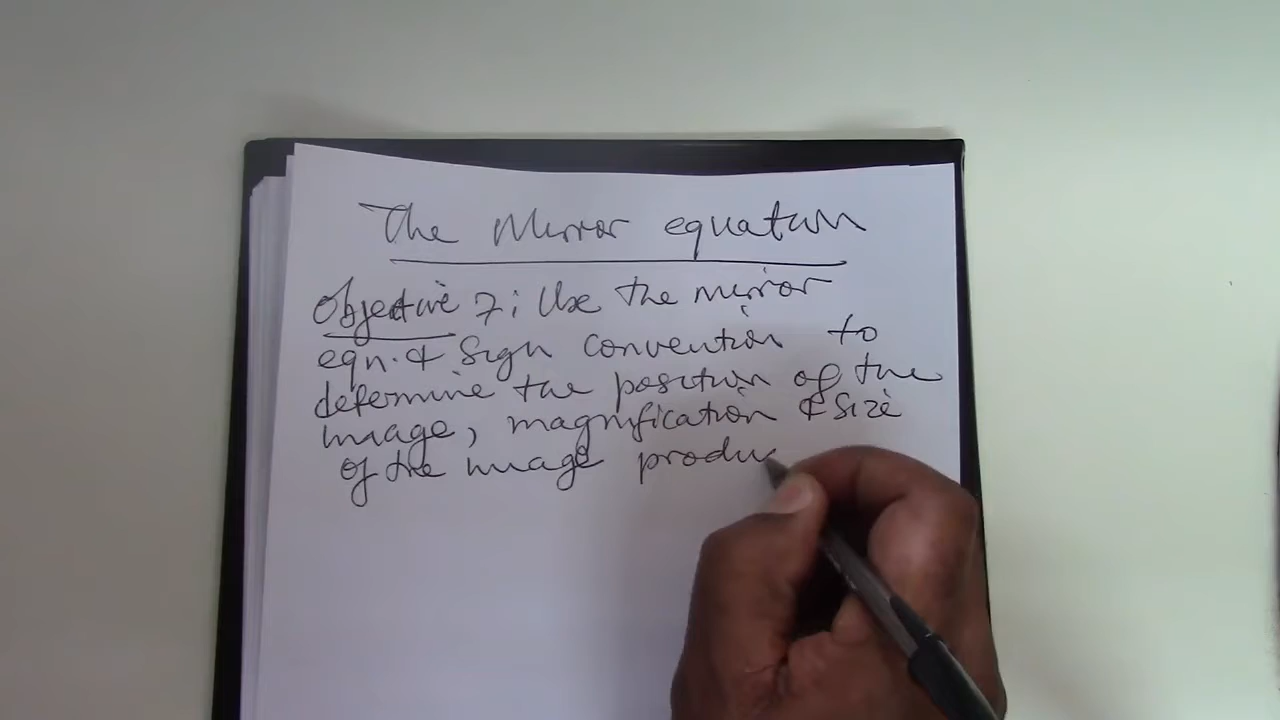 The Mirror equation
Objective 7: Use the mirror
eqn. & Sign convention to
determine the position of the
image, magnification & size
of the image produ